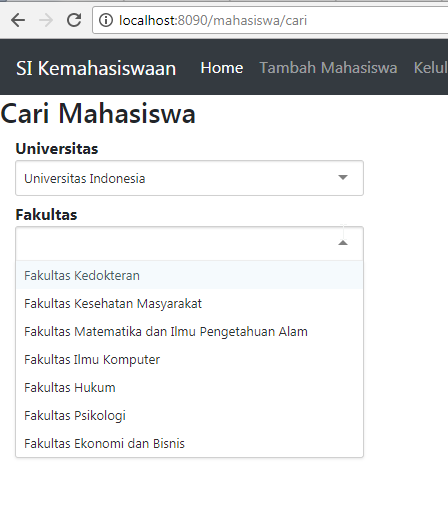 localhost:8090/mahasiswa/cari
SI Kemahasiswaan Home Tambah Mahasiswa Kelul
Cari Mahasiswa
Universitas
Universitas Indonesia
Fakultas
Fakultas Kedokteran
Fakultas Kesehatan Masyarakat
Fakultas Matematika dan Ilmu Pengetahuan Alam
Fakultas Ilmu Komputer
Fakultas Hukum
Fakultas Psikologi
Fakultas Ekonomi dan Bisnis